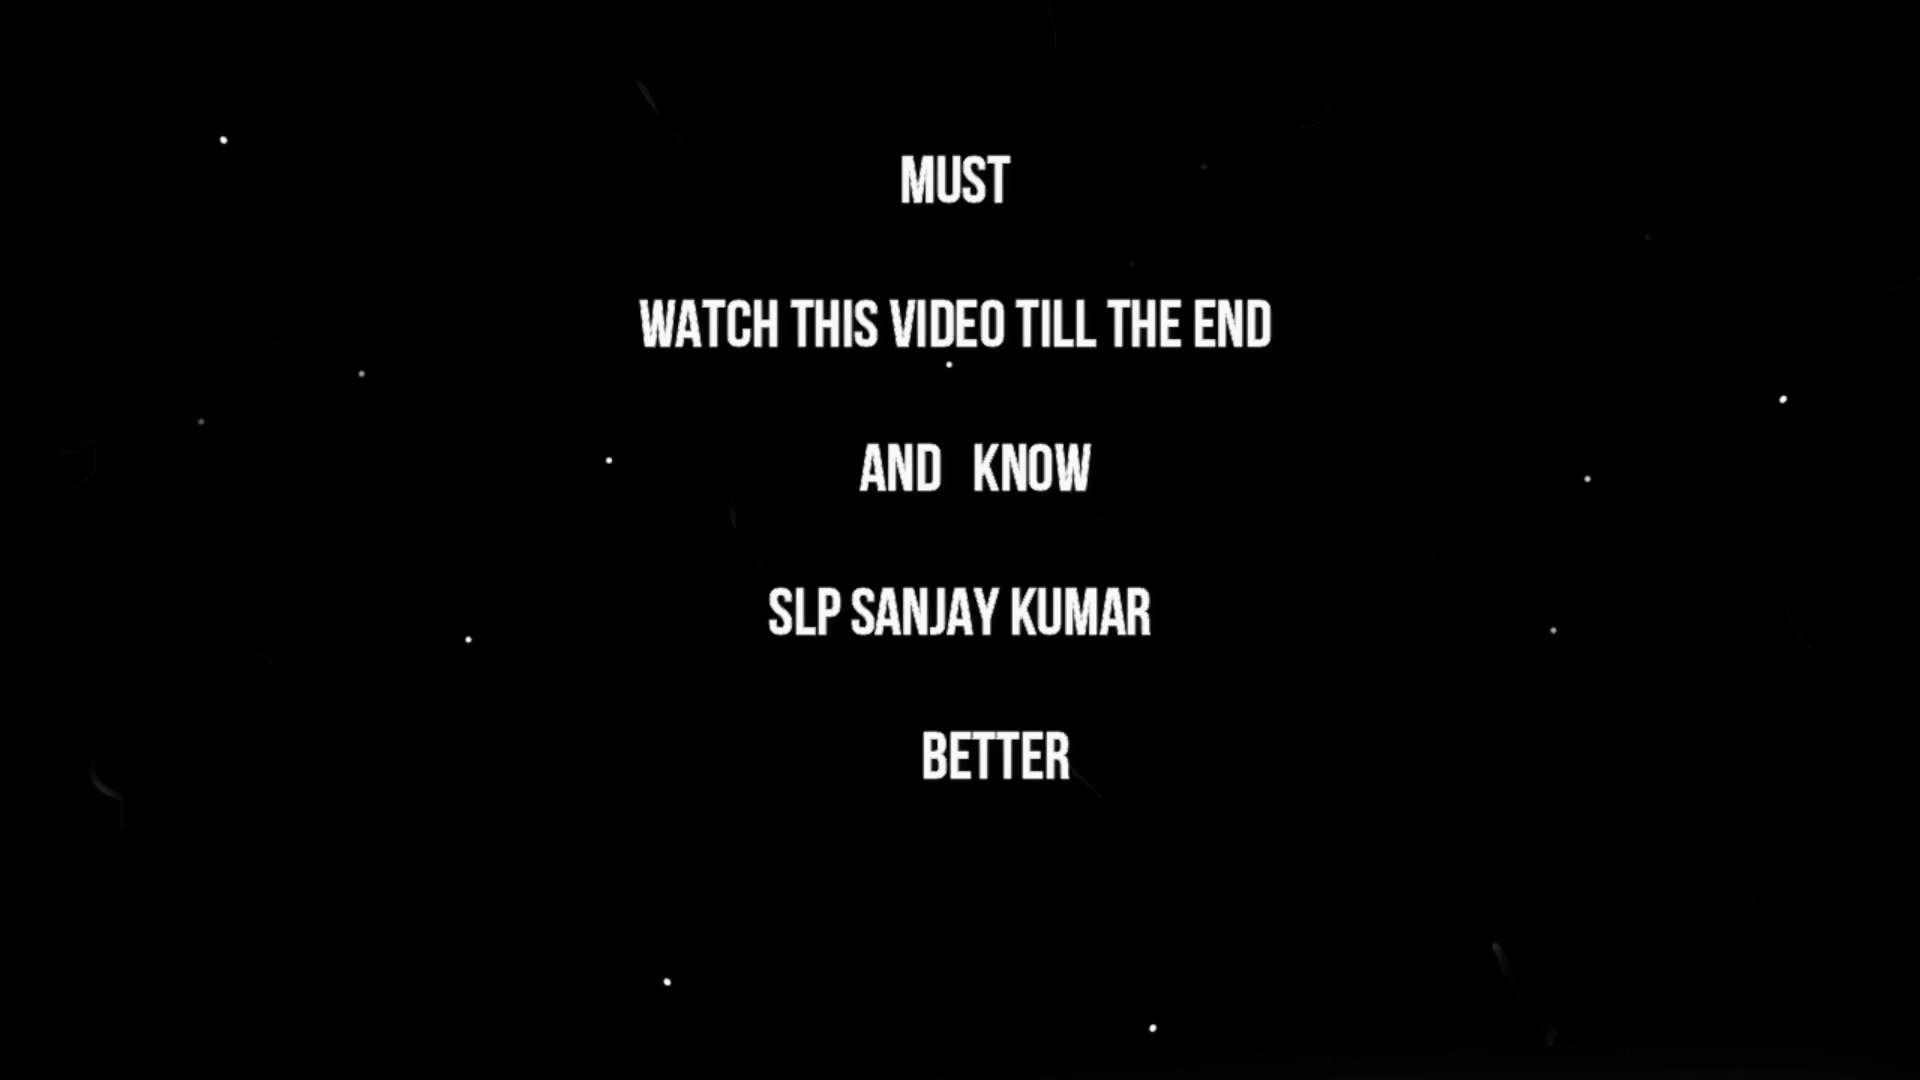 MUST
WATCH THIS VIDEO TILL THE END
AND KNOW
SLP SANJAY KUMAR
BETTER